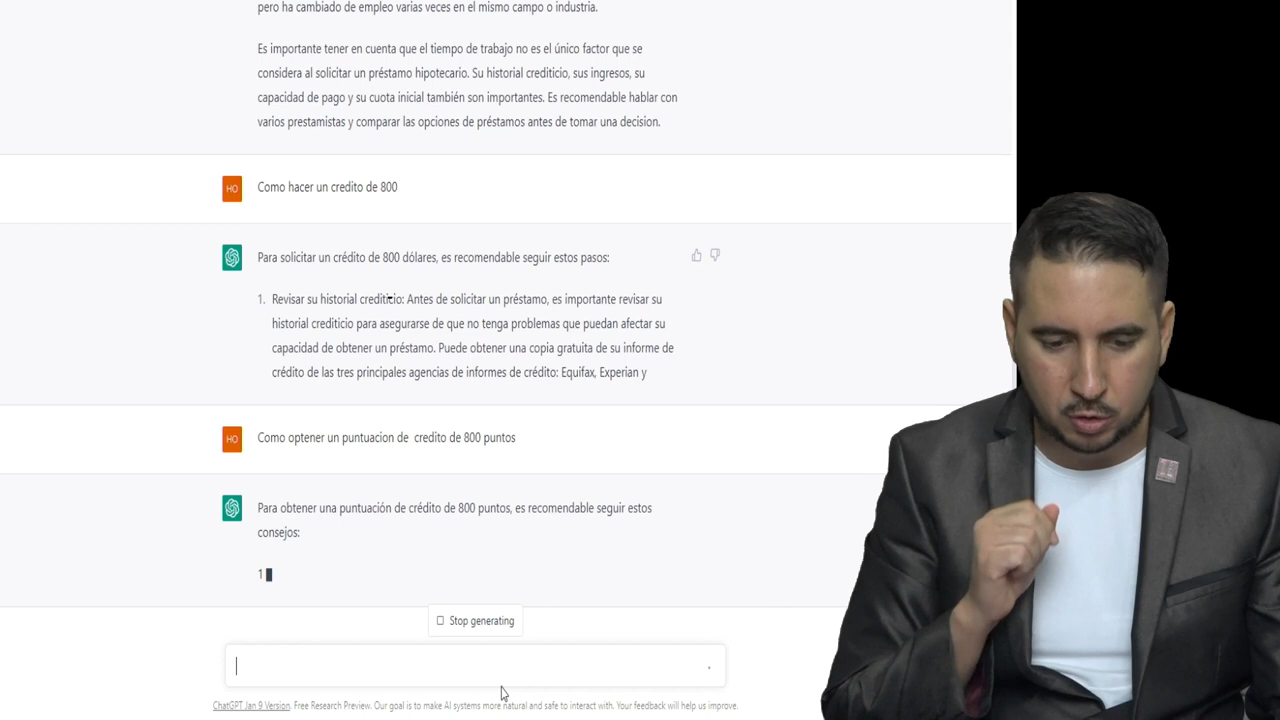 pero ha cambiado de empleo varias veces en el mismo campo o industria.
Es importante tener en cuenta que el tiempo de trabajo no es el único factor que se
considera al solicitar un préstamo hipotecario. Su historial crediticio, sus ingresos, su
capacidad de pago y su cuota inicial también son importantes. Es recomendable hablar con
varios prestamistas y comparar las opciones de préstamos antes de tomar una decision.
HO
Como hacer un credito de 800
Para solicitar un crédito de 800 dólares, es recomendable seguir estos pasos:
1. Revisar su historial crediticio: Antes de solicitar un préstamo, es importante revisar su
historial crediticio para asegurarse de que no tenga problemas que puedan afectar su
capacidad de obtener un préstamo. Puede obtener una copia gratuita de su informe de
crédito de las tres principales agencias de informes de crédito: Equifax, Experian y
HO
Como optener un puntuacion de credito de 800 puntos
Para obtener una puntuación de crédito de 800 puntos, es recomendable seguir estos
consejos:
1
Stop generating
ChatGPT Jan 9 Version. Free Research Preview. Our goal is to make AI systems more natural and safe to interact with. Your feedback will help us improve.